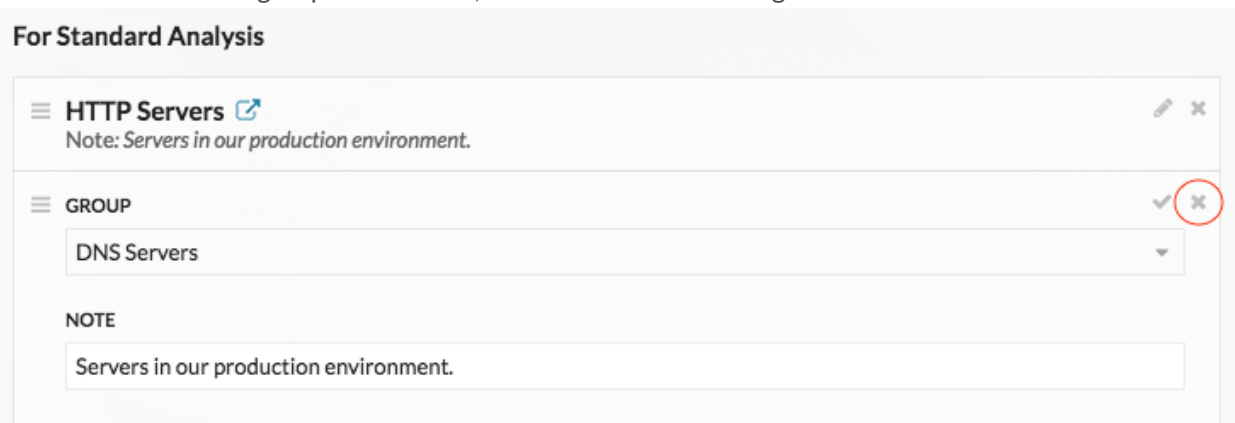 For Standard Analysis
HTTP Servers
Note: Servers in our production environment.
GROUP
DNS Servers
NOTE
Servers in our production environment.